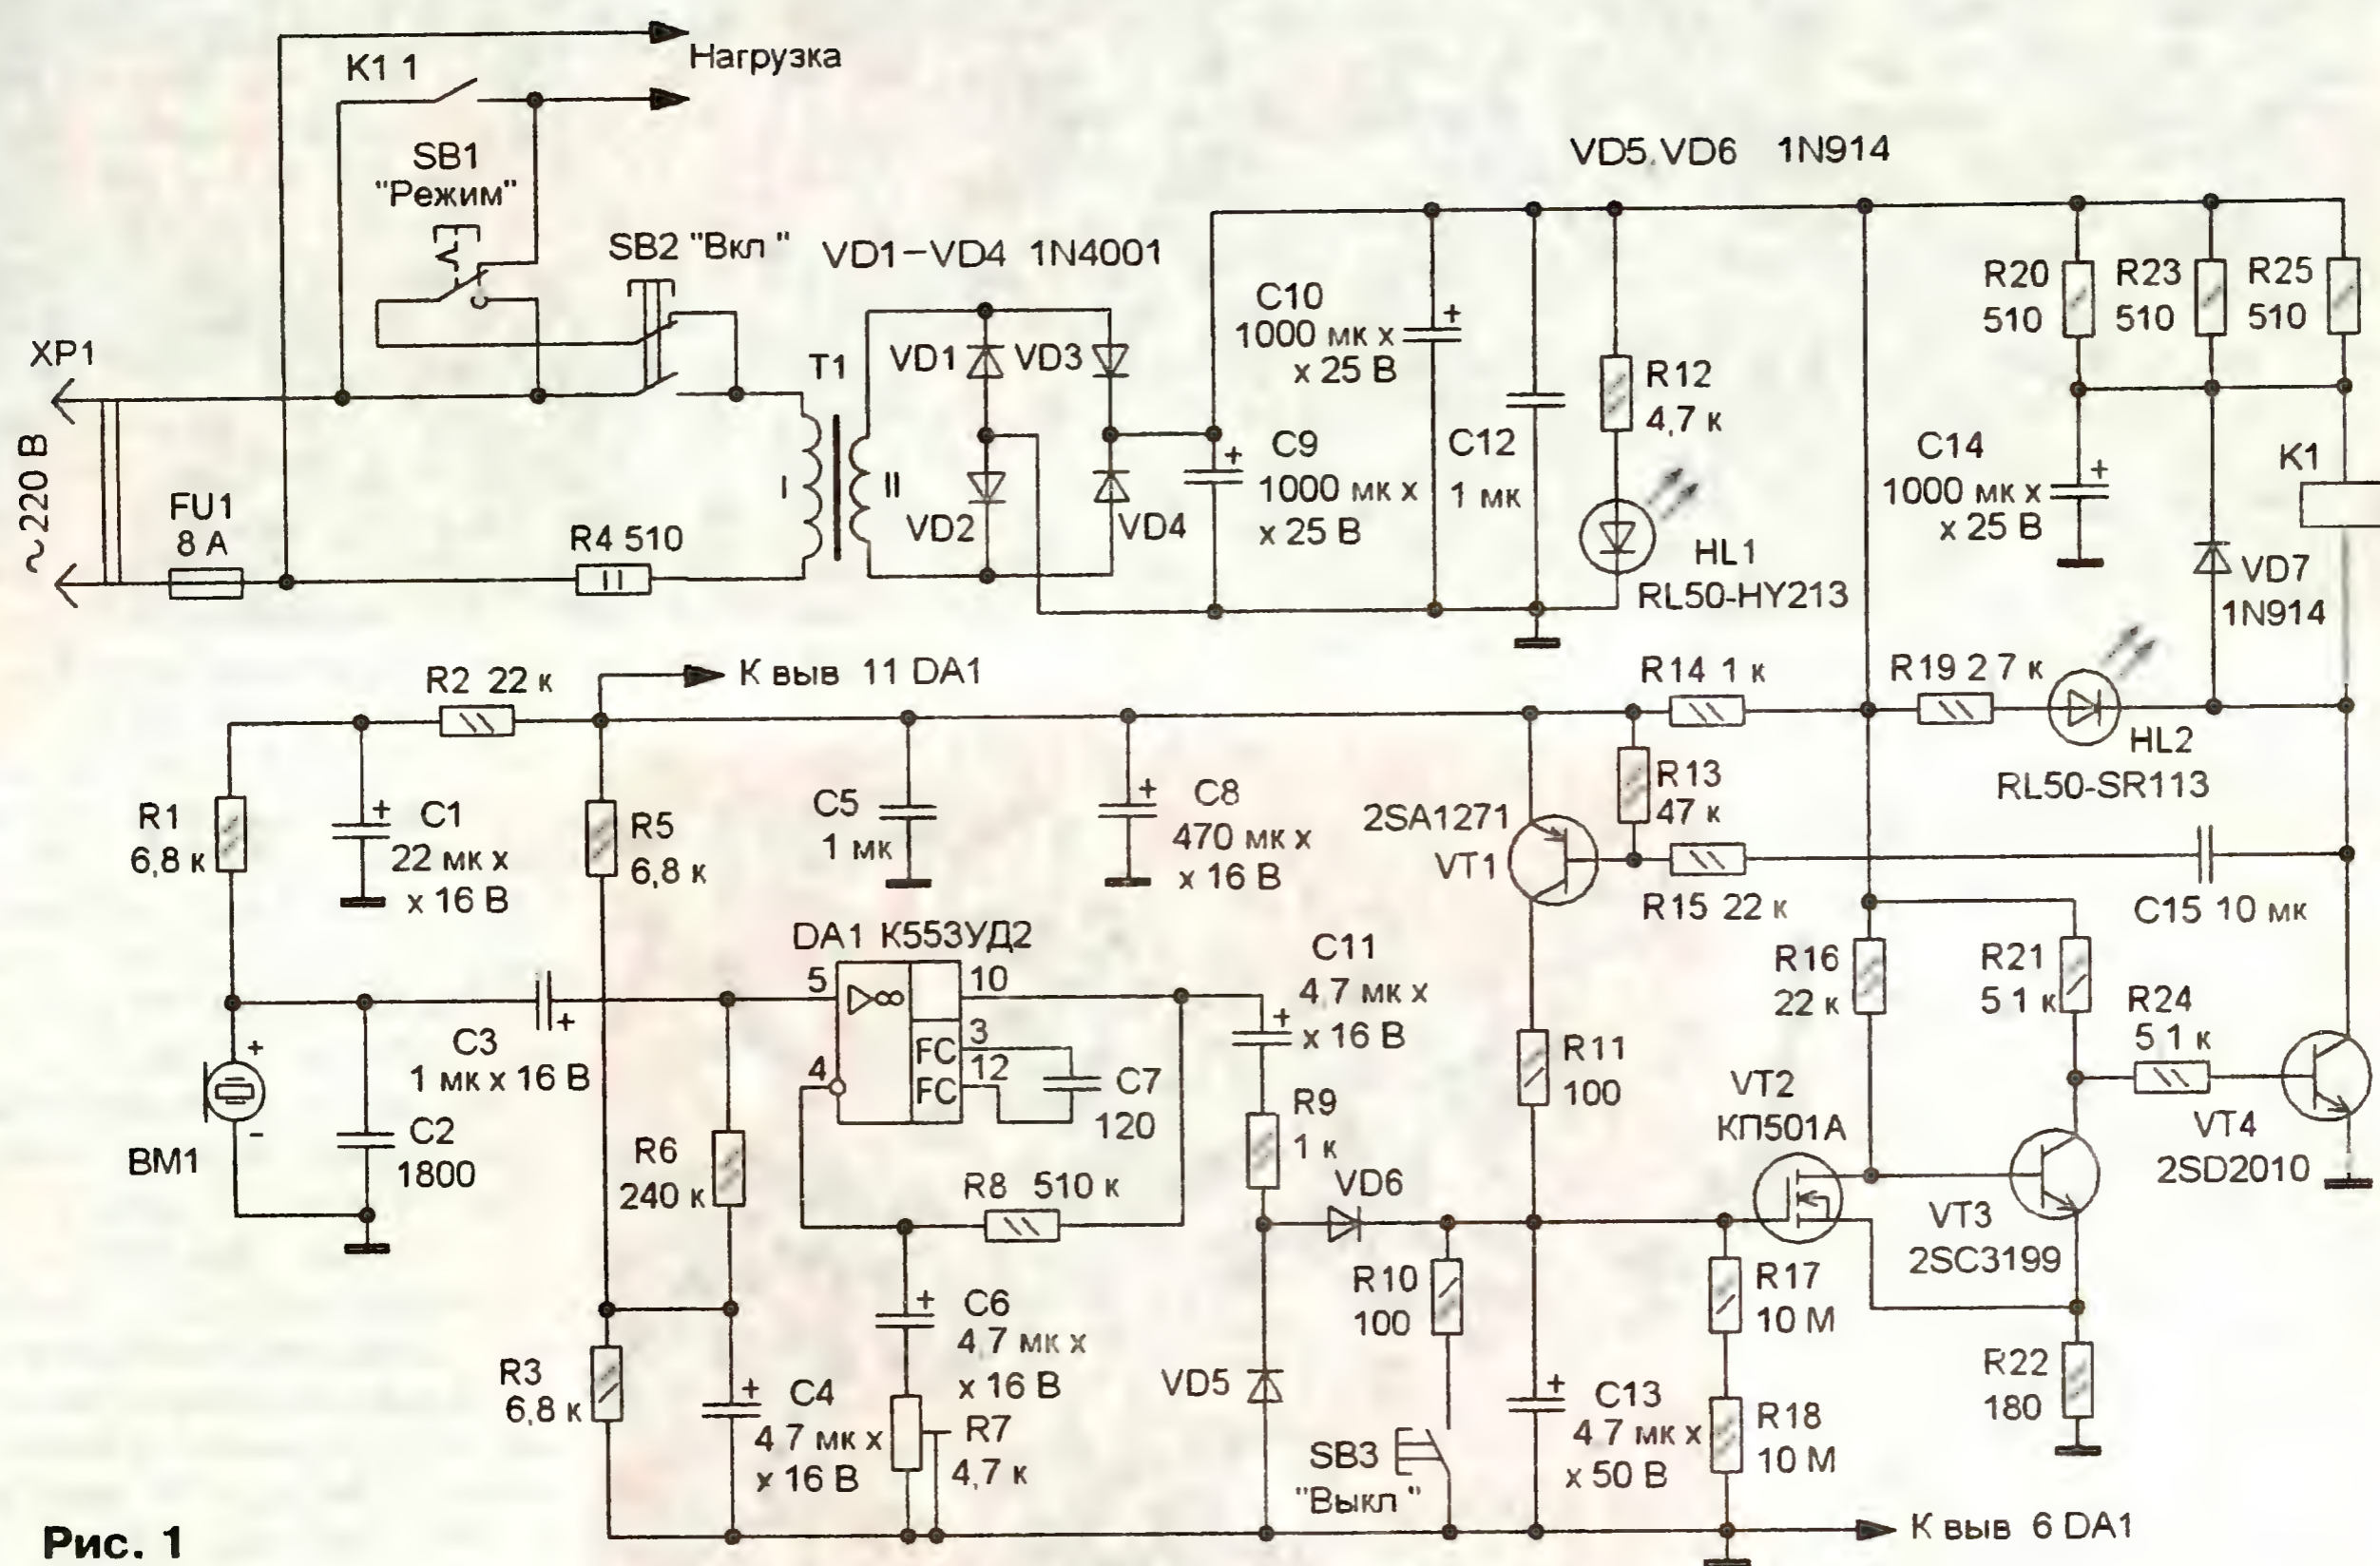 K1 1
Нагрузка
SB1
"Режим"
SB2 "Вкл "
VD1–VD4 1N4001
VD5, VD6 1N914
XP1
~220 В
FU1
8 А
R4 510
T1
I
II
VD1
VD3
VD2
VD4
C10
1000 мк х
х 25 В
C9
1000 мк х
х 25 В
C12
1 мк
R12
4,7 к
HL1
RL50-HY213
R20
510
R23
510
R25
510
C14
1000 мк х
х 25 В
K1
VD7
1N914
R2 22 к
К выв 11 DA1
R14 1 к
R19 2 7 к
HL2
RL50-SR113
R1
6,8 к
C1
22 мк х
х 16 В
R5
6,8 к
C5
1 мк
C8
470 мк х
х 16 В
2SA1271
VT1
R13
47 к
R15 22 к
C15 10 мк
DA1 К553УД2
5
10
3
12
4
FC
FC
▷∞
C7
120
C3
1 мк х 16 В
+
ВМ1
+
-
C2
1800
R6
240 к
R8 510 к
C11
4,7 мк х
х 16 В
R9
1 к
VD6
R11
100
R16
22 к
R21
5 1 к
R24
5 1 к
VT2
КП501А
VT3
2SC3199
VT4
2SD2010
R3
6,8 к
C4
4 7 мк х
х 16 В
C6
4,7 мк х
х 16 В
R7
4,7 к
VD5
R10
100
SB3
"Выкл "
C13
4 7 мк х
х 50 В
R17
10 М
R18
10 М
R22
180
К выв 6 DA1
Рис. 1